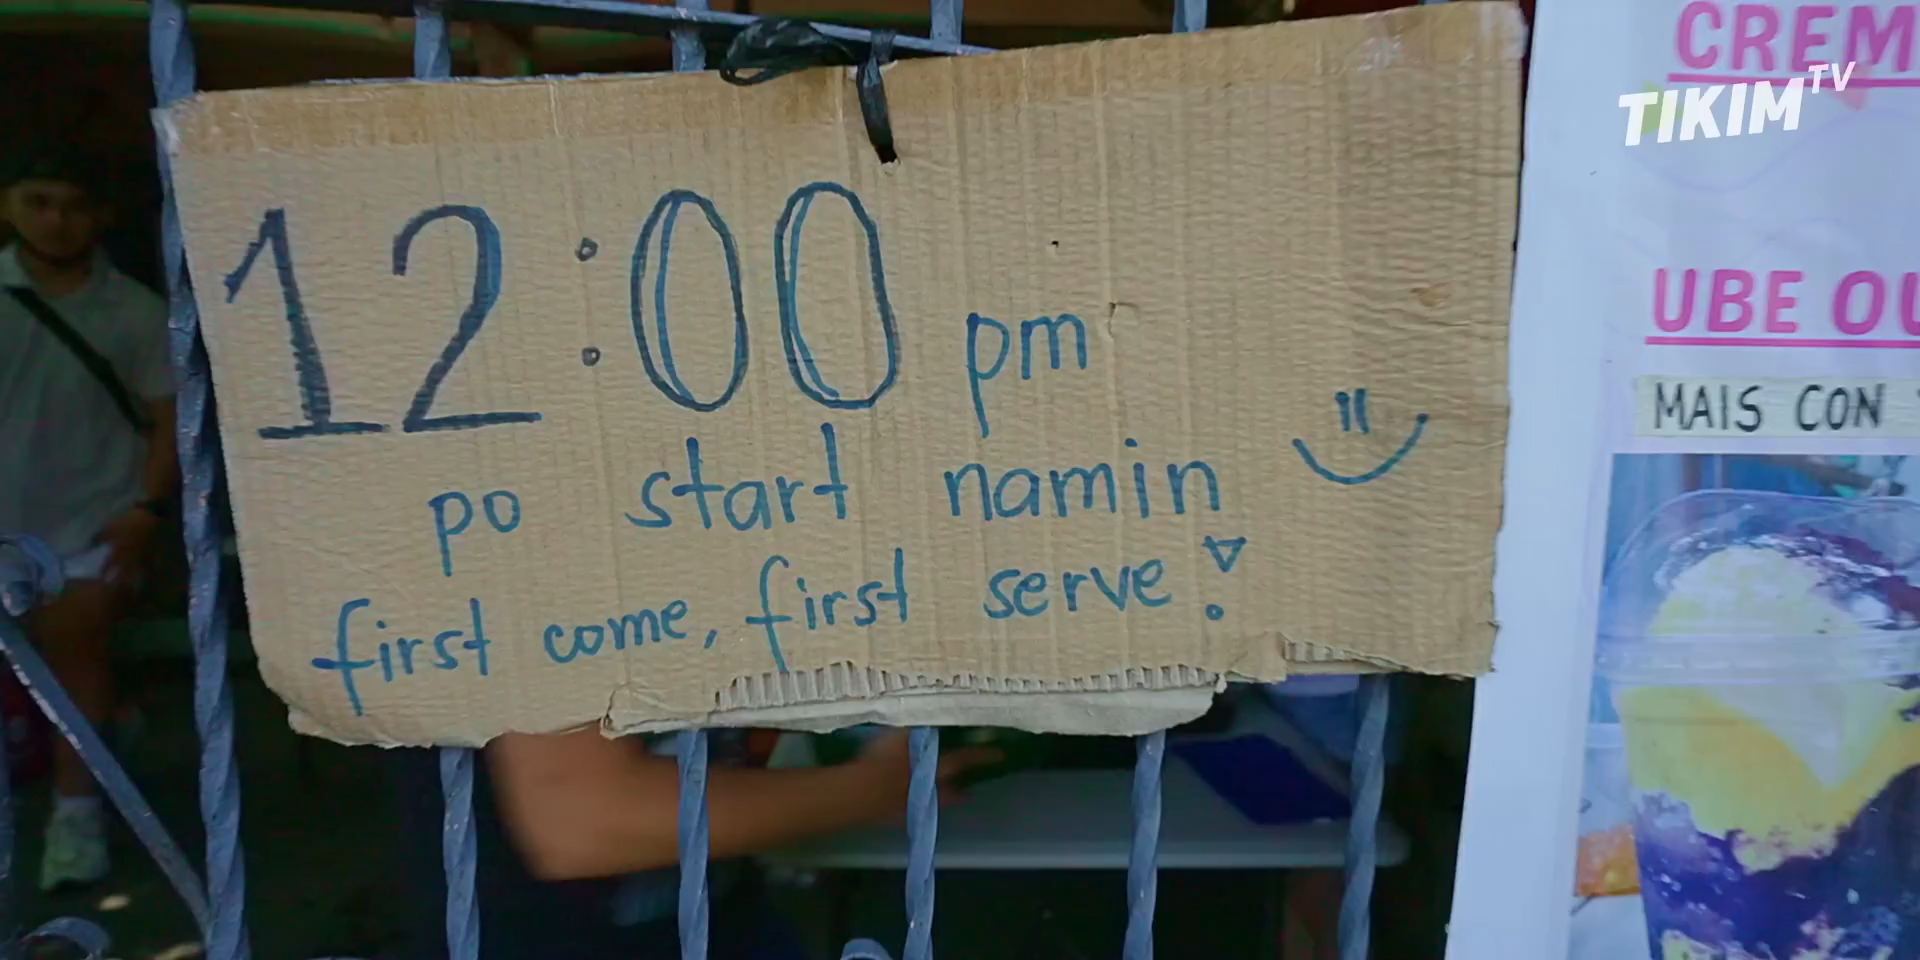 12:00 pm
po start namin
first come, first serve!
CREM
TIKIM TV
UBE OU
MAIS CON